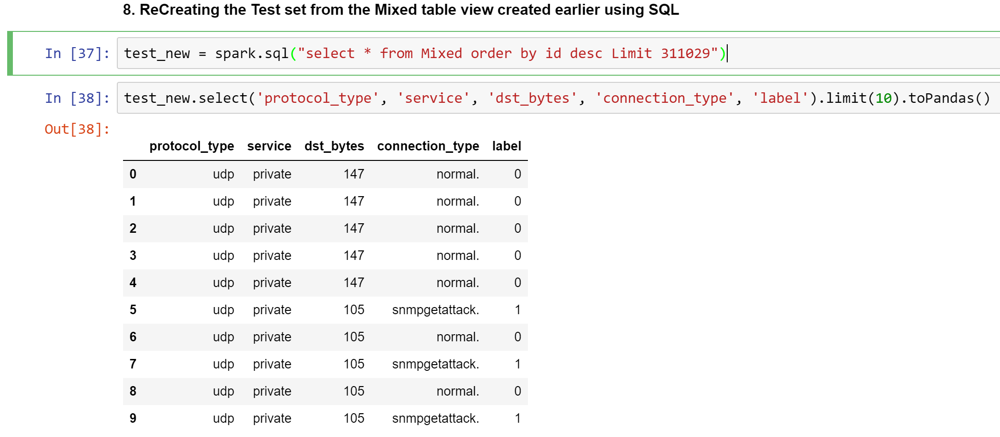 8. ReCreating the Test set from the Mixed table view created earlier using SQL
In [37]: test_new = spark.sql("select * from Mixed order by id desc Limit 311029")
In [38]: test_new.select('protocol_type', 'service', 'dst_bytes', 'connection_type', 'label').limit(10).toPandas()
Out[38]:
protocol_type service dst_bytes connection_type label
0 udp private 147 normal. 0
1 udp private 147 normal. 0
2 udp private 147 normal. 0
3 udp private 147 normal. 0
4 udp private 147 normal. 0
5 udp private 105 snmpgetattack. 1
6 udp private 105 normal. 0
7 udp private 105 snmpgetattack. 1
8 udp private 105 normal. 0
9 udp private 105 snmpgetattack. 1